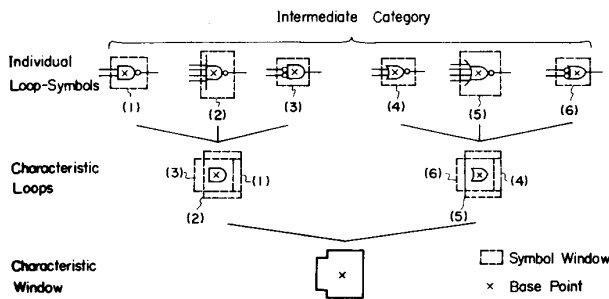 Intermediate Category
Individual
Loop-Symbols
(1) (2) (3) (4) (5) (6)
Characteristic
Loops
(3) (1) (6) (4)
(2) (5)
Characteristic
Window
Symbol Window
× Base Point